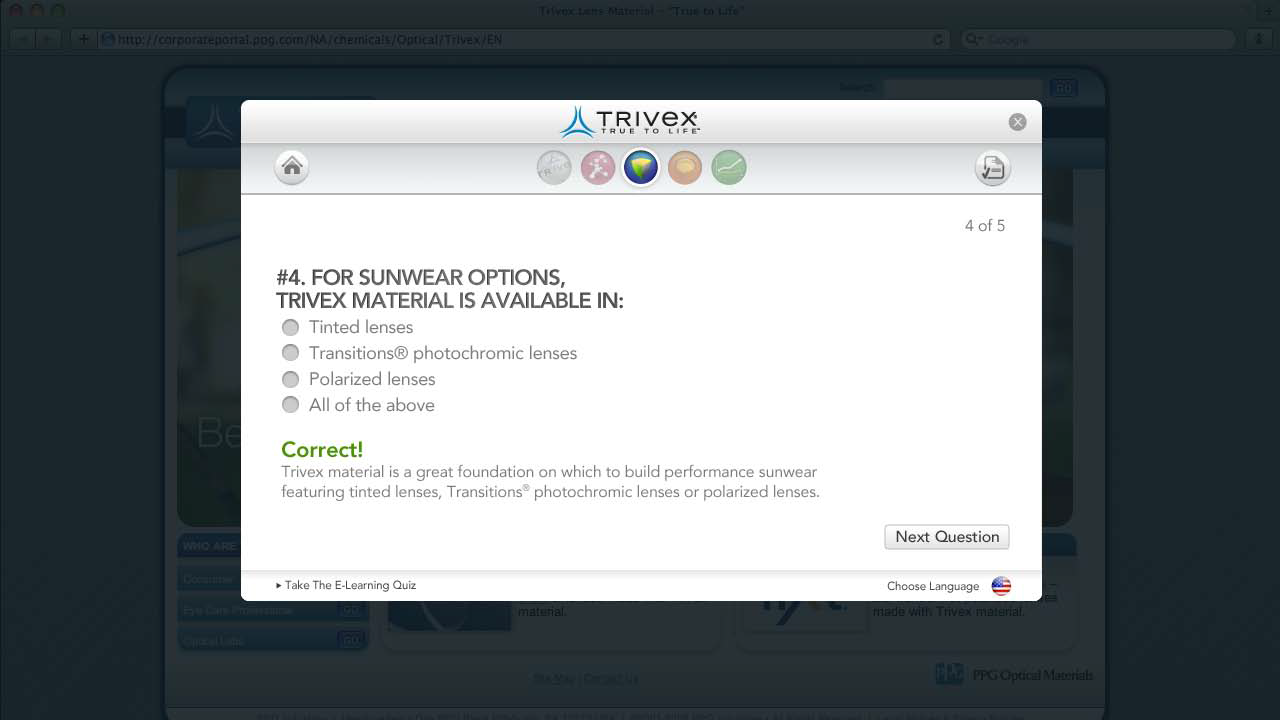 Trivex Lens Material - "True to Life"
http://corporateportal.ppg.com/NA/chemicals/Optical/Trivex/EN
Google
Search
GO
TRIVEX
TRUE TO LIFE™
4 of 5
#4. FOR SUNWEAR OPTIONS,
TRIVEX MATERIAL IS AVAILABLE IN:
Tinted lenses
Transitions® photochromic lenses
Polarized lenses
All of the above
Correct!
Trivex material is a great foundation on which to build performance sunwear
featuring tinted lenses, Transitions® photochromic lenses or polarized lenses.
Next Question
Take The E-Learning Quiz
Choose Language
Be
WHO ARE
Consumer
Eye Care Professional GO
Optical Labs GO
material.
made with Trivex material.
Site Map | Contact Us
PPG PPG Optical Materials